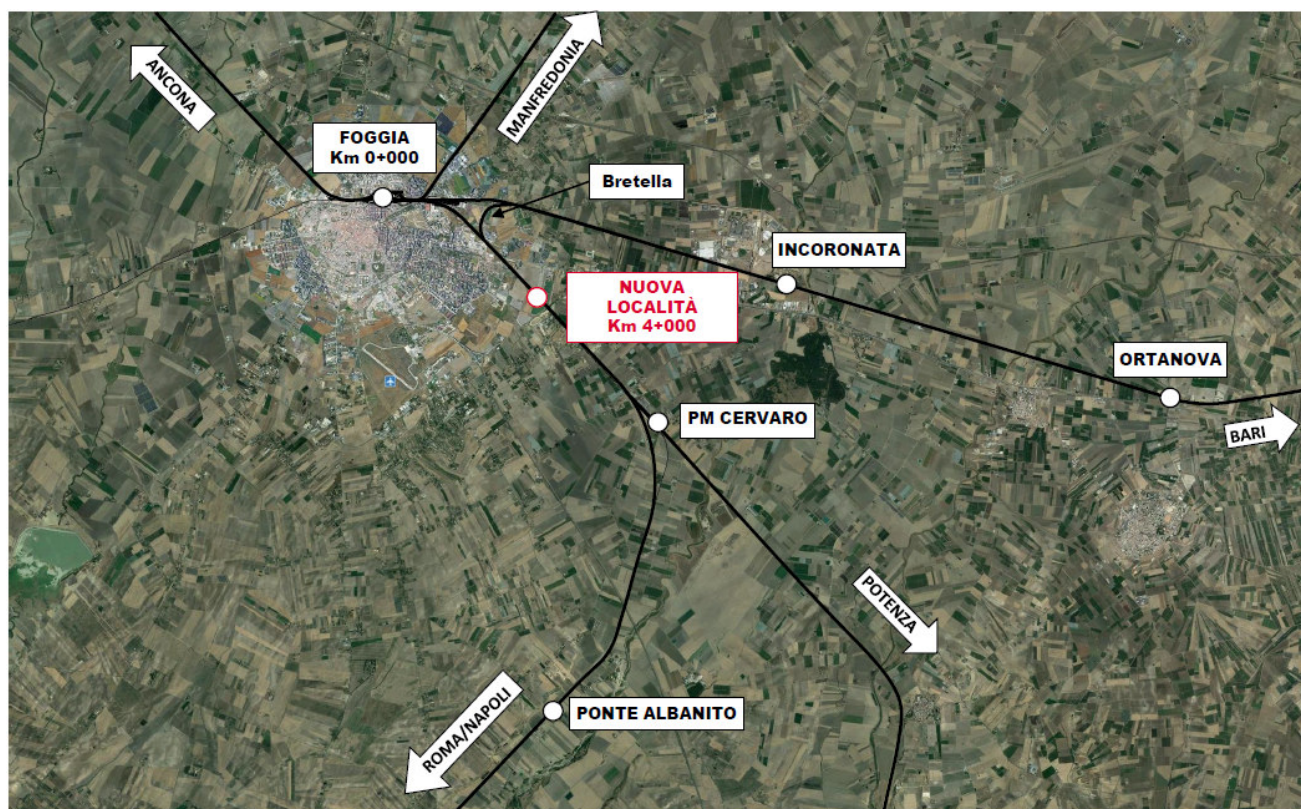 ANCONA
MANFREDONIA
FOGGIA
Km 0+000
Bretella
INCORONATA
NUOVA
LOCALITÀ
Km 4+000
ORTANOVA
PM CERVARO
BARI
POTENZA
ROMA/NAPOLI
PONTE ALBANITO